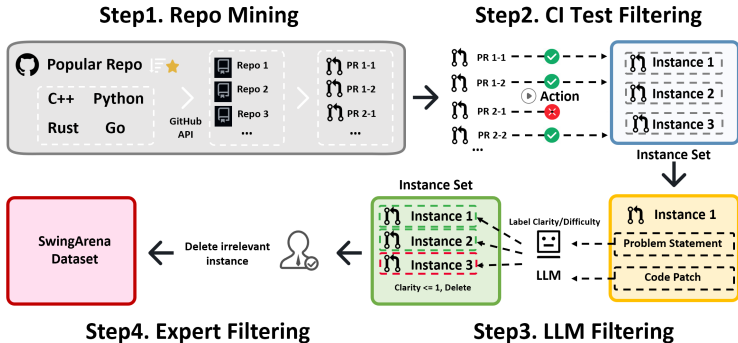 Step1. Repo Mining
Step2. CI Test Filtering
Popular Repo
C++ Python
Rust Go
GitHub
API
Repo 1
Repo 2
Repo 3
...
PR 1-1
PR 1-2
PR 2-1
...
PR 1-1
PR 1-2
Action
PR 2-1
PR 2-2
...
Instance 1
Instance 2
Instance 3
Instance Set
Instance 1
Problem Statement
Code Patch
Label Clarity/Difficulty
LLM
Instance Set
Instance 1
Instance 2
Instance 3
Clarity <= 1, Delete
Delete irrelevant
instance
SwingArena
Dataset
Step4. Expert Filtering
Step3. LLM Filtering